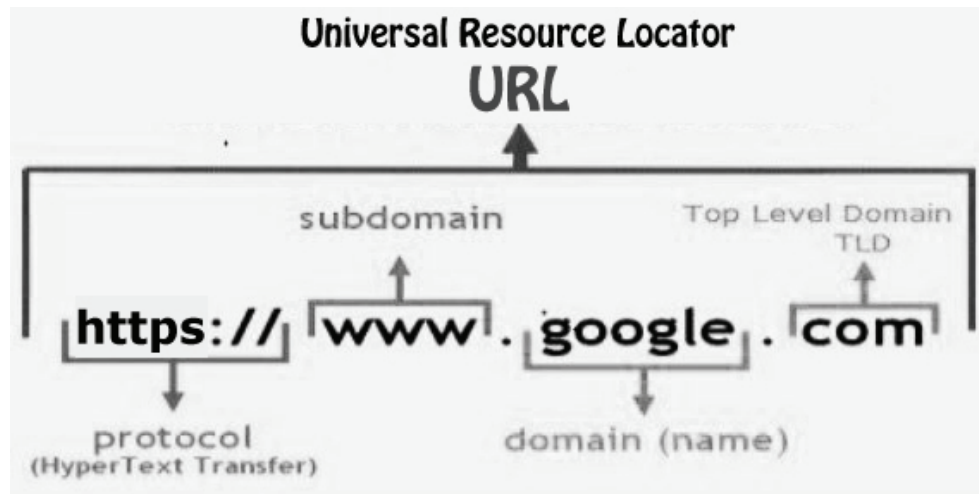 Universal Resource Locator
URL
subdomain
Top Level Domain
TLD
https:// www . google . com
protocol
(HyperText Transfer)
domain (name)